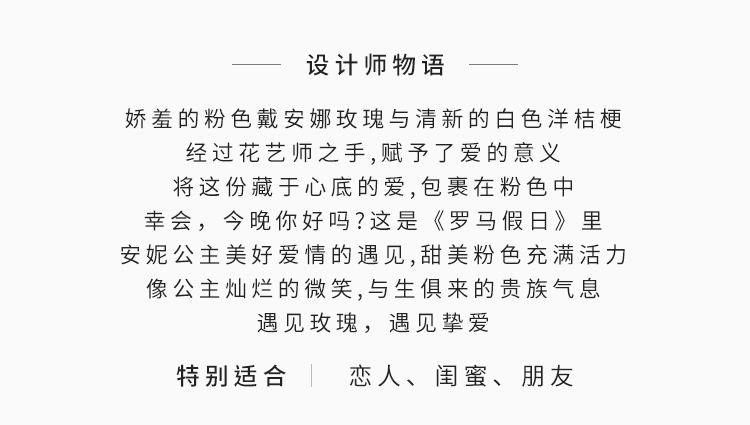 设计师物语
娇羞的粉色戴安娜玫瑰与清新的白色洋桔梗
经过花艺师之手,赋予了爱的意义
将这份藏于心底的爱,包裹在粉色中
幸会，今晚你好吗?这是《罗马假日》里
安妮公主美好爱情的遇见,甜美粉色充满活力
像公主灿烂的微笑,与生俱来的贵族气息
遇见玫瑰，遇见挚爱
特别适合 恋人、闺蜜、朋友